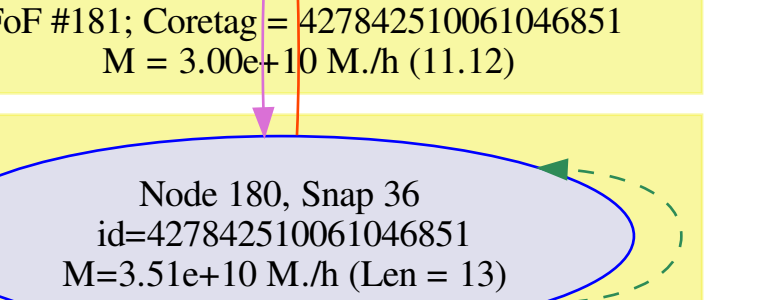 FoF #181; Coretag = 427842510061046851
M = 3.00e+10 M./h (11.12)
Node 180, Snap 36
id=427842510061046851
M=3.51e+10 M./h (Len = 13)